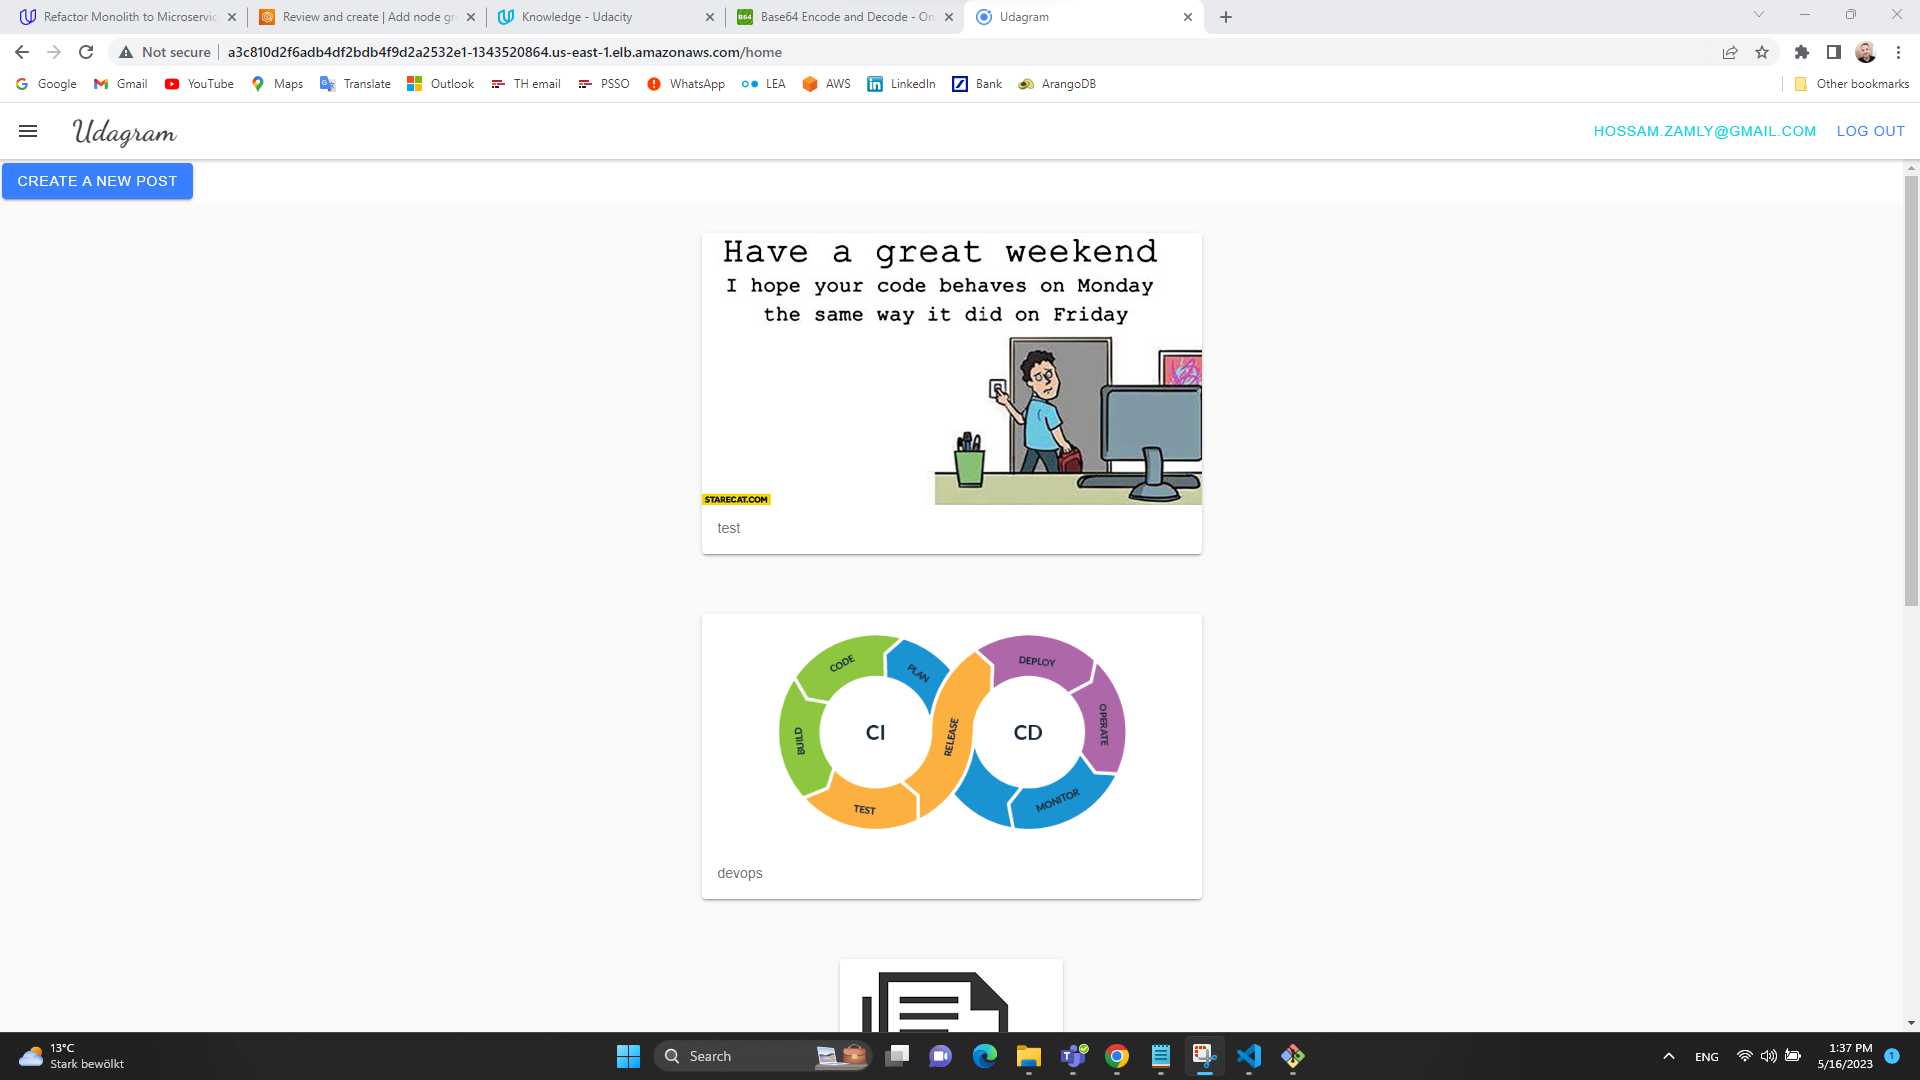 Refactor Monolith to Microservic
Review and create | Add node gr
Knowledge - Udacity
Base64 Encode and Decode - On
Udagram
Not secure
a3c810d2f6adb4df2bdb4f9d2a2532e1-1343520864.us-east-1.elb.amazonaws.com/home
Google
Gmail
YouTube
Maps
Translate
Outlook
TH email
PSSO
WhatsApp
LEA
AWS
LinkedIn
Bank
ArangoDB
Other bookmarks
Udagram
HOSSAM.ZAMLY@GMAIL.COM
LOG OUT
CREATE A NEW POST
Have a great weekend
I hope your code behaves on Monday
the same way it did on Friday
STARECAT.COM
test
CODE
PLAN
DEPLOY
OPERATE
BUILD
CI
RELEASE
CD
TEST
MONITOR
devops
13°C
Stark bewölkt
Search
ENG
1:37 PM
5/16/2023
1